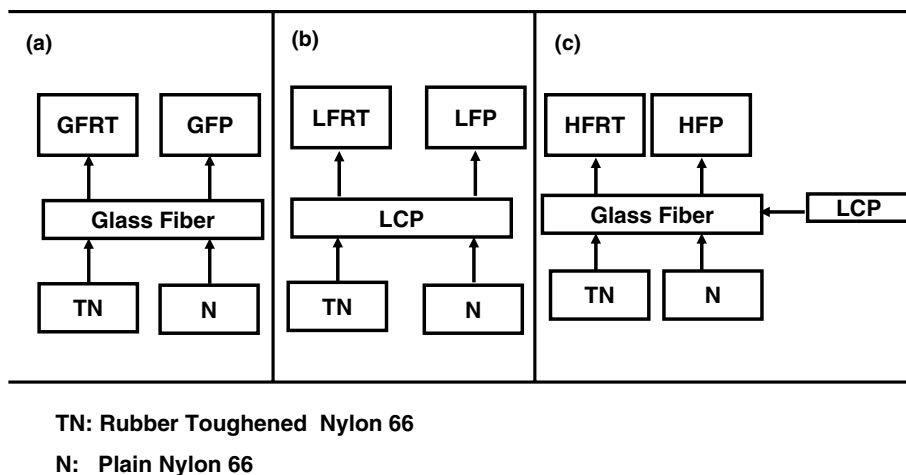 (a)
GFRT GFP
Glass Fiber
TN N
(b)
LFRT LFP
LCP
TN N
(c)
HFRT HFP
Glass Fiber
LCP
TN N
TN: Rubber Toughened Nylon 66
N: Plain Nylon 66